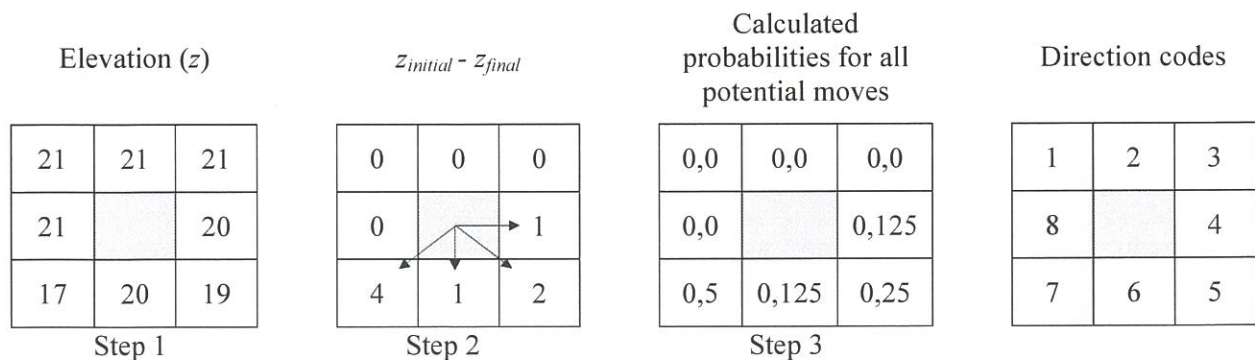 Elevation (z)
21 21 21
21 20
17 20 19
Step 1
z_initial - z_final
0 0 0
0 1
4 1 2
Step 2
Calculated
probabilities for all
potential moves
0,0 0,0 0,0
0,0 0,125
0,5 0,125 0,25
Step 3
Direction codes
1 2 3
8 4
7 6 5